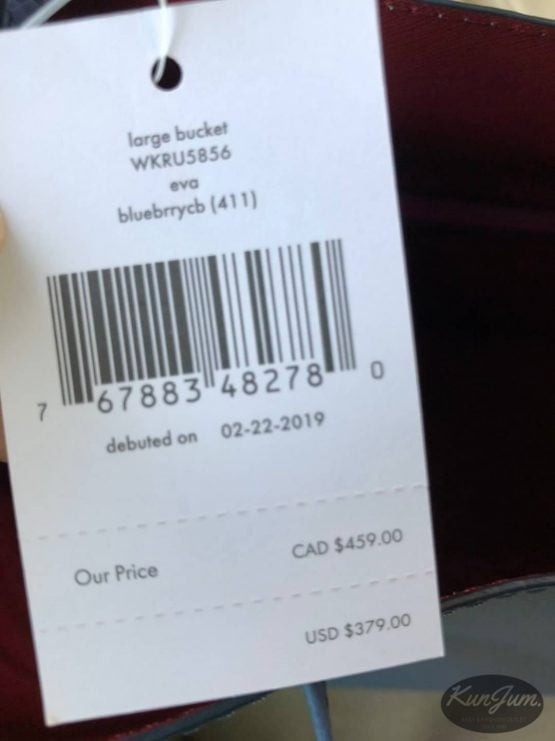 large bucket
WKRU5856
eva
bluebrrycb (411)
7 67883 48278 0
debuted on 02-22-2019
Our Price CAD $459.00
USD $379.00
KunJum.